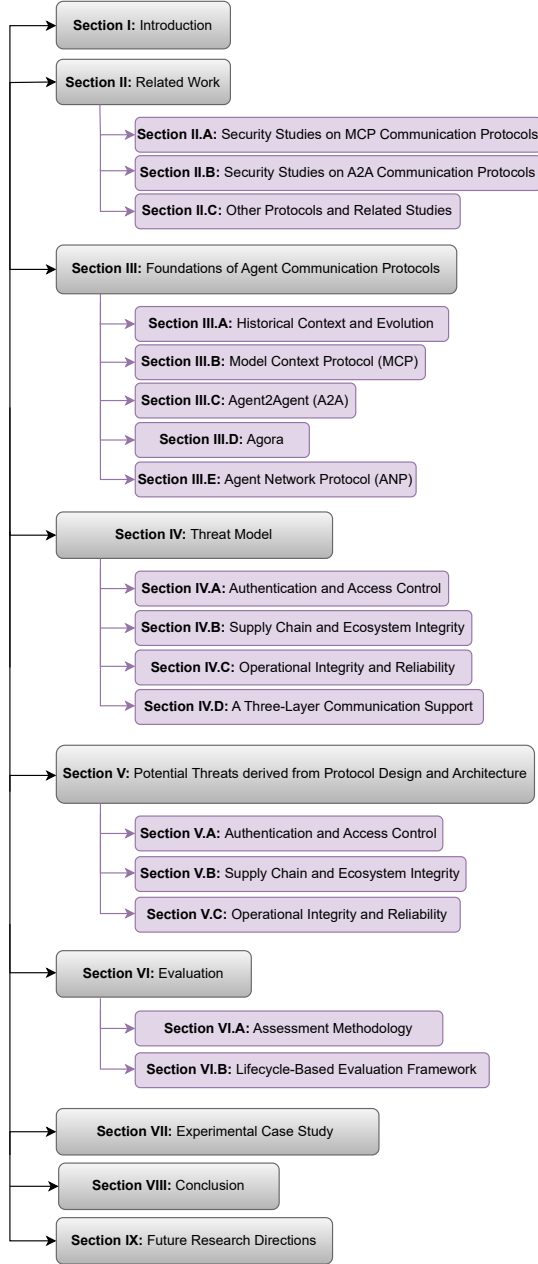 Section I: Introduction
Section II: Related Work
Section II.A: Security Studies on MCP Communication Protocols
Section II.B: Security Studies on A2A Communication Protocols
Section II.C: Other Protocols and Related Studies
Section III: Foundations of Agent Communication Protocols
Section III.A: Historical Context and Evolution
Section III.B: Model Context Protocol (MCP)
Section III.C: Agent2Agent (A2A)
Section III.D: Agora
Section III.E: Agent Network Protocol (ANP)
Section IV: Threat Model
Section IV.A: Authentication and Access Control
Section IV.B: Supply Chain and Ecosystem Integrity
Section IV.C: Operational Integrity and Reliability
Section IV.D: A Three-Layer Communication Support
Section V: Potential Threats derived from Protocol Design and Architecture
Section V.A: Authentication and Access Control
Section V.B: Supply Chain and Ecosystem Integrity
Section V.C: Operational Integrity and Reliability
Section VI: Evaluation
Section VI.A: Assessment Methodology
Section VI.B: Lifecycle-Based Evaluation Framework
Section VII: Experimental Case Study
Section VIII: Conclusion
Section IX: Future Research Directions